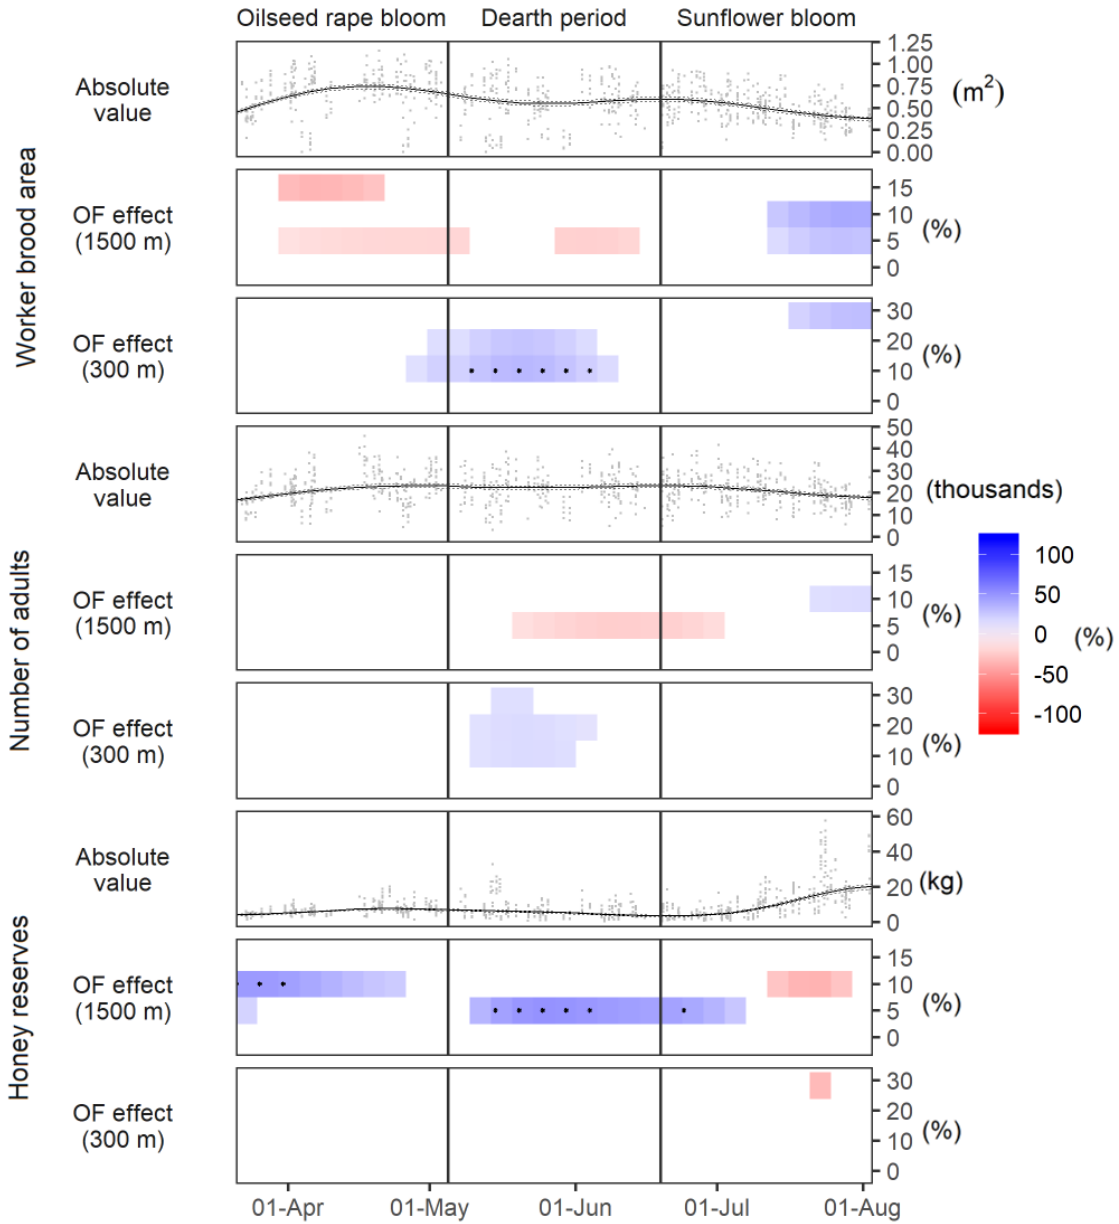 Oilseed rape bloom Dearth period Sunflower bloom
Worker brood area
Absolute
value
1.25
1.00
0.75
0.50
0.25
0.00
(m²)
OF effect
(1500 m)
15
10
5
0
(%)
OF effect
(300 m)
30
20
10
0
(%)
Number of adults
Absolute
value
50
40
30
20
10
0
(thousands)
OF effect
(1500 m)
15
10
5
0
(%)
OF effect
(300 m)
30
20
10
0
(%)
100
50
0
-50
-100
(%)
Honey reserves
Absolute
value
60
40
20
0
(kg)
OF effect
(1500 m)
15
10
5
0
(%)
OF effect
(300 m)
30
20
10
0
(%)
01-Apr 01-May 01-Jun 01-Jul 01-Aug